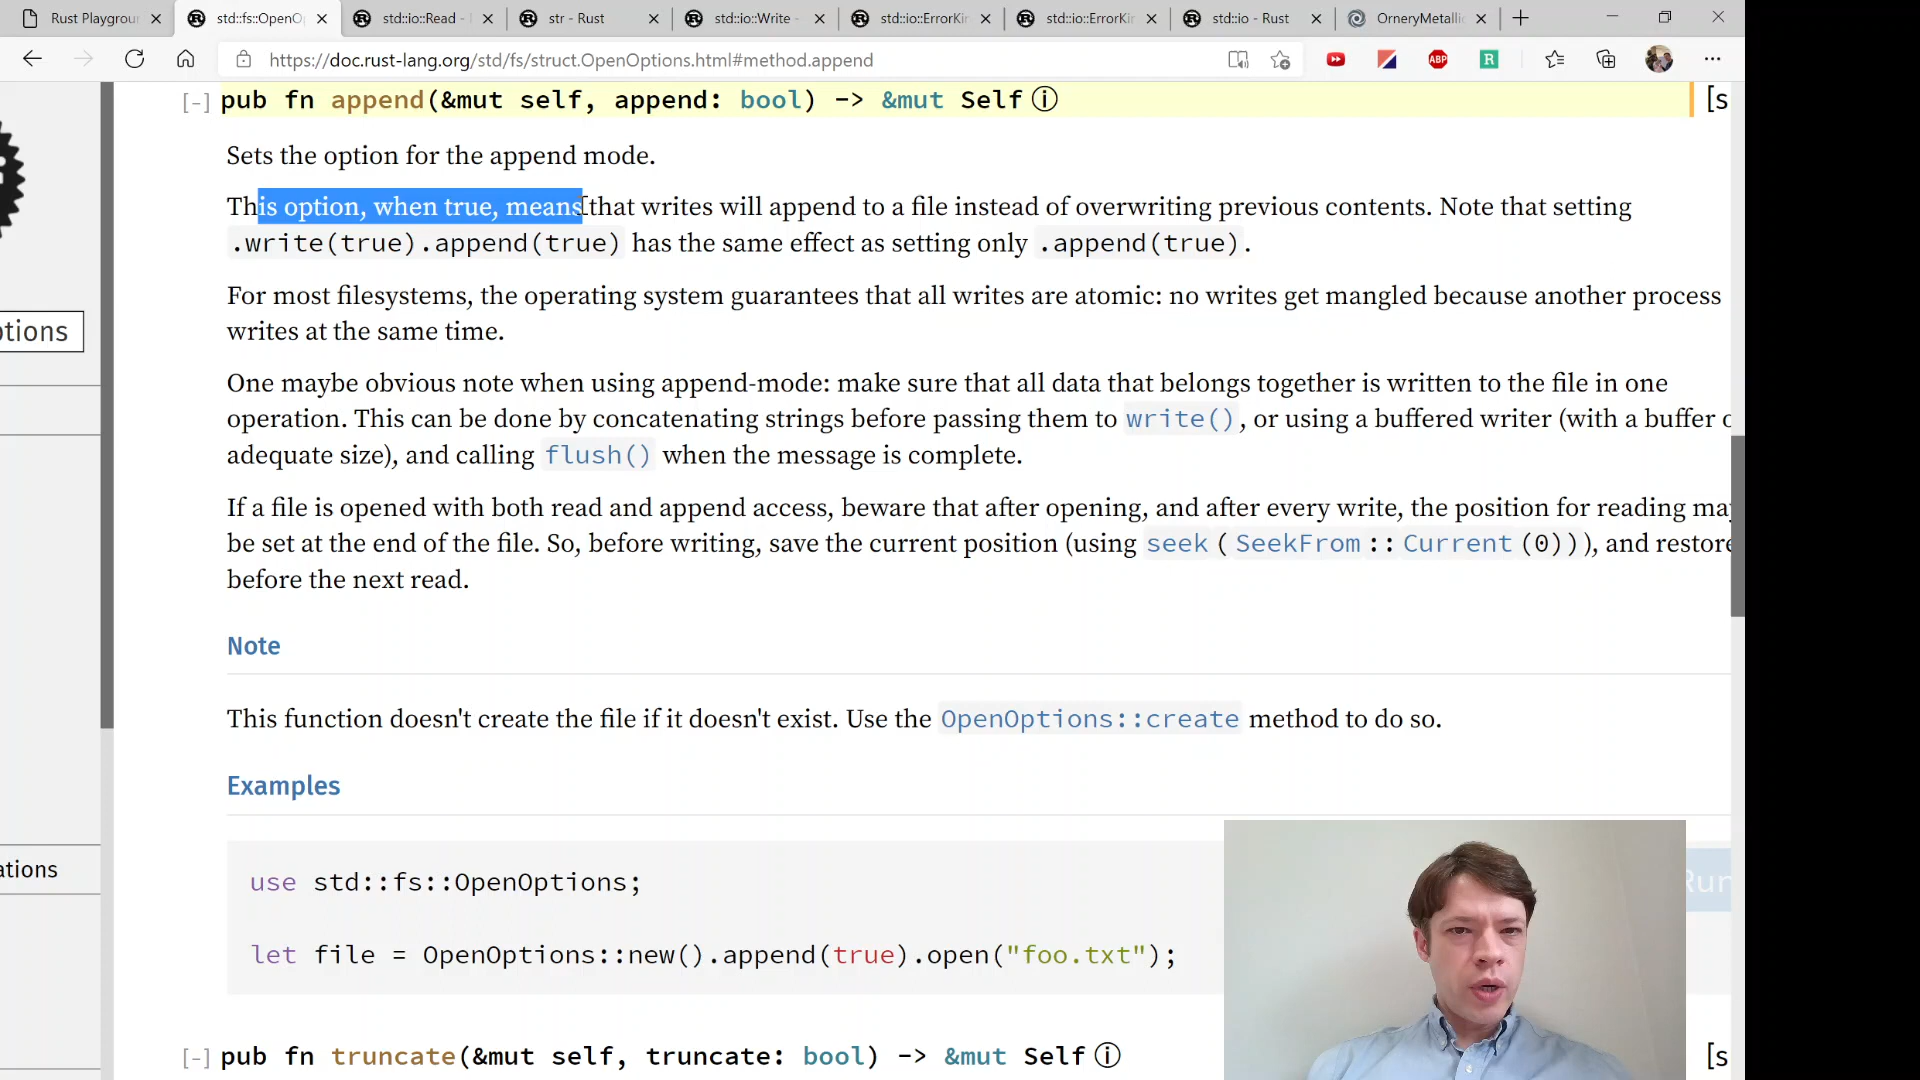 Rust Playgroun
std::fs::OpenO
std::io::Read -
str - Rust
std::io::Write -
std::io::ErrorKin
std::io::ErrorKin
std::io - Rust
OrneryMetallic
https://doc.rust-lang.org/std/fs/struct.OpenOptions.html#method.append
ABP
R
[-] pub fn append(&mut self, append: bool) -> &mut Self ⓘ [s
Sets the option for the append mode.
This option, when true, means that writes will append to a file instead of overwriting previous contents. Note that setting
.write(true).append(true) has the same effect as setting only .append(true).
For most filesystems, the operating system guarantees that all writes are atomic: no writes get mangled because another process
writes at the same time.
ptions
One maybe obvious note when using append-mode: make sure that all data that belongs together is written to the file in one
operation. This can be done by concatenating strings before passing them to write(), or using a buffered writer (with a buffer o
adequate size), and calling flush() when the message is complete.
If a file is opened with both read and append access, beware that after opening, and after every write, the position for reading may
be set at the end of the file. So, before writing, save the current position (using seek(SeekFrom::Current(0))), and restore
before the next read.
Note
This function doesn't create the file if it doesn't exist. Use the OpenOptions::create method to do so.
Examples
ations
use std::fs::OpenOptions;
Run
let file = OpenOptions::new().append(true).open("foo.txt");
[-] pub fn truncate(&mut self, truncate: bool) -> &mut Self ⓘ [s